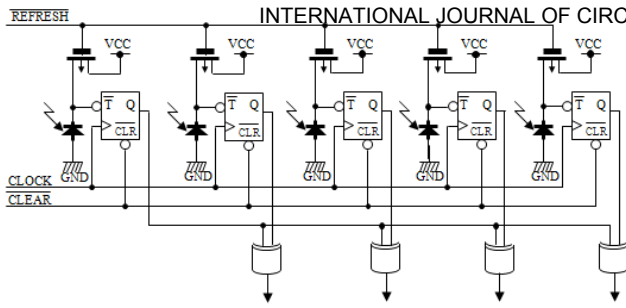 REFRESH
INTERNATIONAL JOURNAL OF CIRC
VCC VCC VCC VCC VCC
T Q T Q T Q T Q T Q
CLR CLR CLR CLR CLR
GND GND GND GND GND
CLOCK
CLEAR